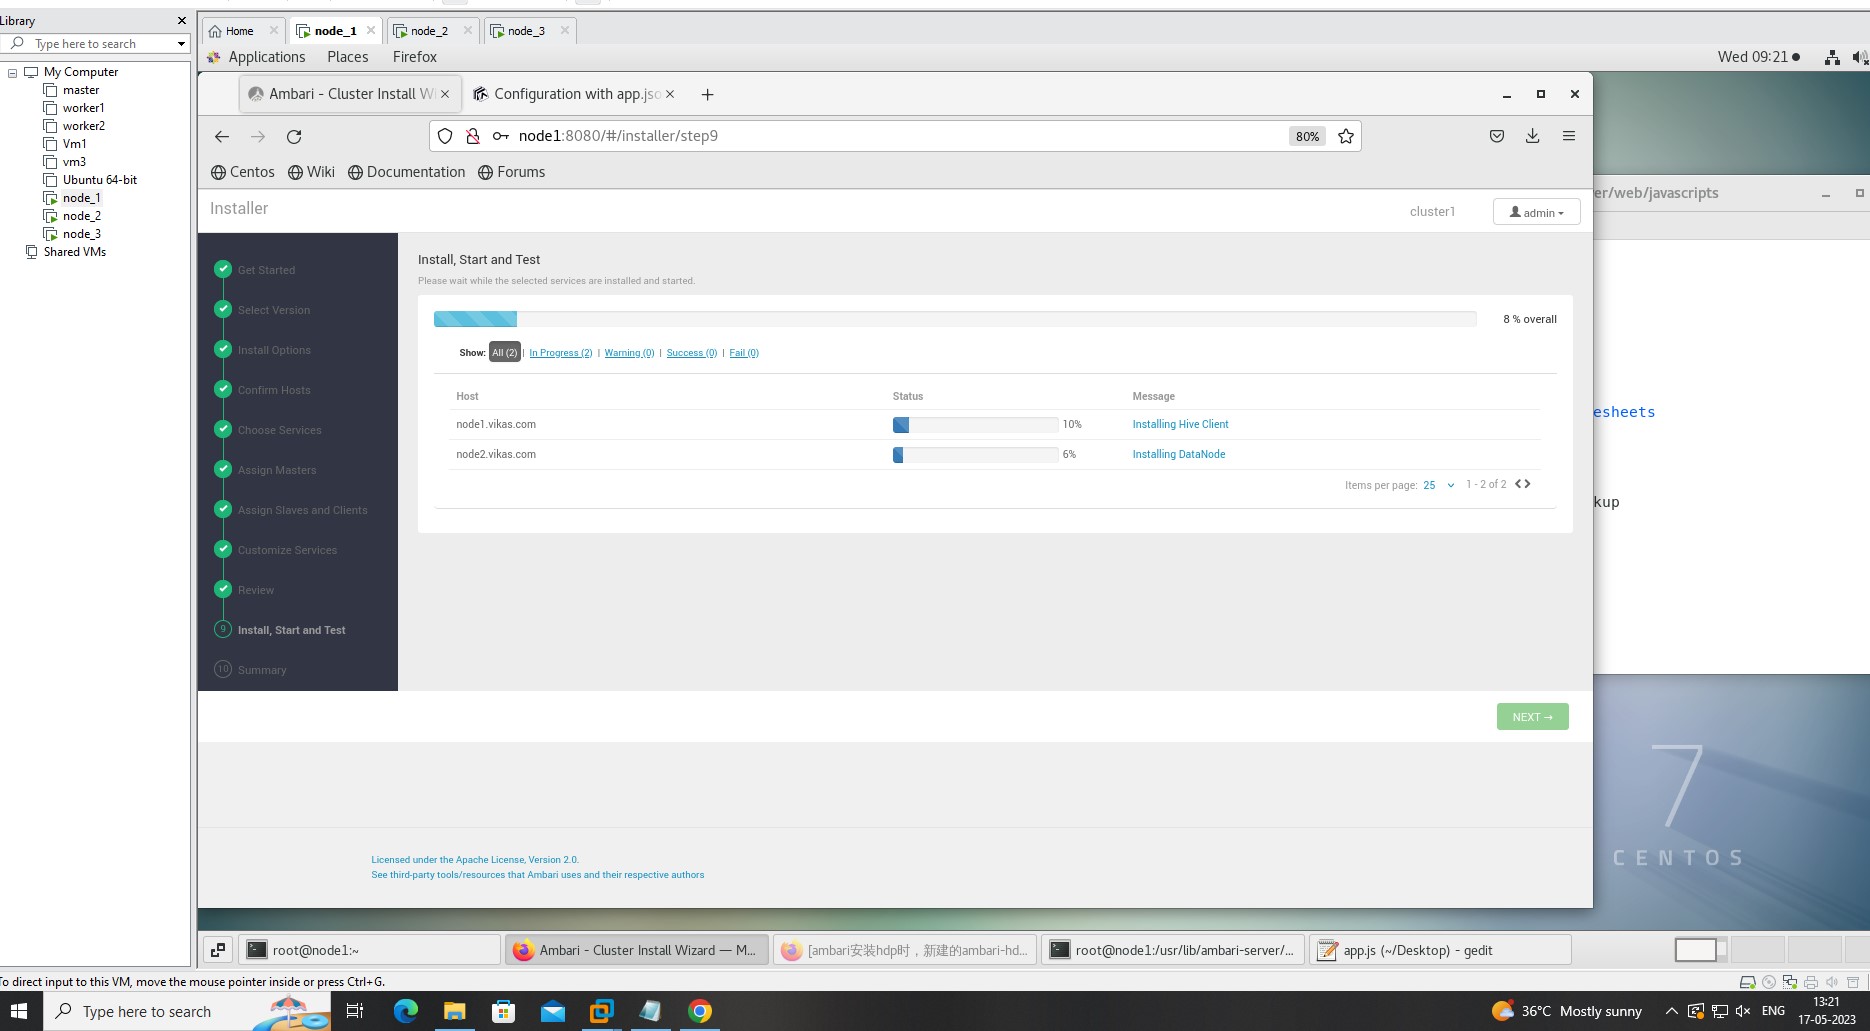 Library
Type here to search
My Computer
master
worker1
worker2
Vm1
vm3
Ubuntu 64-bit
node_1
node_2
node_3
Shared VMs
Home
node_1
node_2
node_3
Applications Places Firefox
Wed 09:21
Ambari - Cluster Install W
Configuration with app.jso
node1:8080/#/installer/step9
80%
Centos
Wiki
Documentation
Forums
er/web/javascripts
Installer
cluster1
admin
Get Started
Select Version
Install Options
Confirm Hosts
Choose Services
Assign Masters
Assign Slaves and Clients
Customize Services
Review
9 Install, Start and Test
10 Summary
Install, Start and Test
Please wait while the selected services are installed and started.
8 % overall
Show: All (2) | In Progress (2) | Warning (0) | Success (0) | Fail (0)
Host Status Message
node1.vikas.com 10% Installing Hive Client
node2.vikas.com 6% Installing DataNode
Items per page: 25 1 - 2 of 2
NEXT →
Licensed under the Apache License, Version 2.0.
See third-party tools/resources that Ambari uses and their respective authors
esheets
kup
7
CENTOS
root@node1:~
Ambari - Cluster Install Wizard — M...
[ambari安装hdp时，新建的ambari-hd...
root@node1:/usr/lib/ambari-server/...
app.js (~/Desktop) - gedit
To direct input to this VM, move the mouse pointer inside or press Ctrl+G.
Type here to search
36°C Mostly sunny
ENG
13:21
17-05-2023